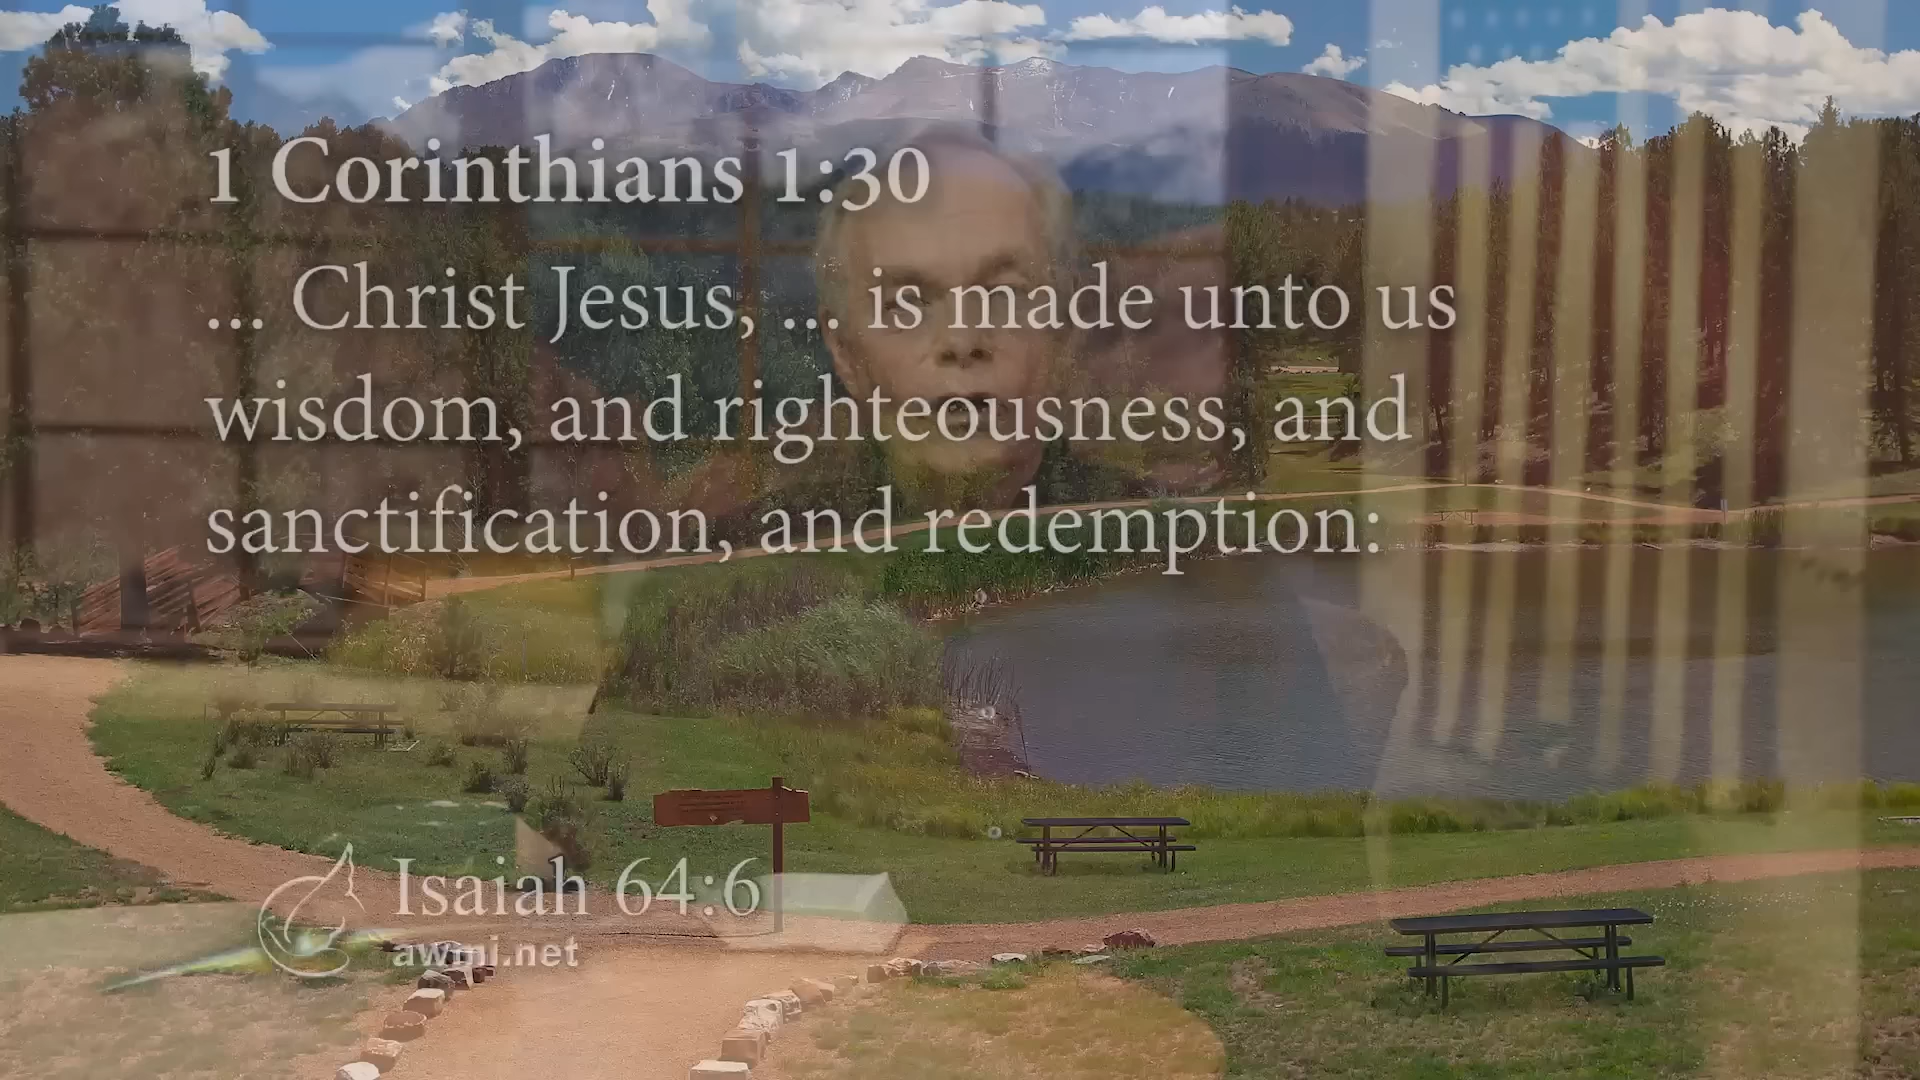 1 Corinthians 1:30
... Christ Jesus, ... is made unto us
wisdom, and righteousness, and
sanctification, and redemption:
Isaiah 64:6
awmi.net